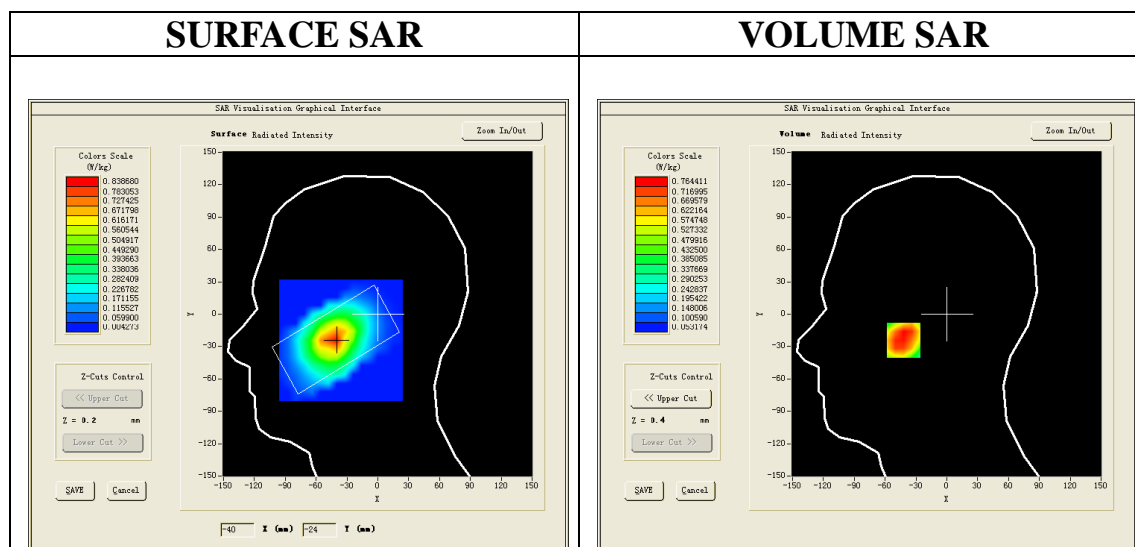 SURFACE SAR
VOLUME SAR
SAR Visualisation Graphical Interface
Surface Radiated Intensity
Zoom In/Out
Colors Scale
(W/kg)
0.838680
0.783053
0.727425
0.671798
0.616171
0.560544
0.504917
0.449290
0.393663
0.338036
0.282409
0.226782
0.171155
0.115527
0.059900
0.004273
150
120
90
60
30
0
-30
-60
-90
-120
-150
Y
-150 -120 -90 -60 -30 0 30 60 90 120 150
X
Z-Cuts Control
<< Upper Cut
Z = 0.2 mm
Lower Cut >>
SAVE Cancel
-40 X (mm) -24 Y (mm)
SAR Visualisation Graphical Interface
Volume Radiated Intensity
Zoom In/Out
Colors Scale
(W/kg)
0.764411
0.716995
0.669579
0.622164
0.574748
0.527332
0.479916
0.432500
0.385085
0.337669
0.290253
0.242837
0.195422
0.148006
0.100590
0.053174
150
120
90
60
30
0
-30
-60
-90
-120
-150
Y
-150 -120 -90 -60 -30 0 30 60 90 120 150
X
Z-Cuts Control
<< Upper Cut
Z = 0.4 mm
Lower Cut >>
SAVE Cancel